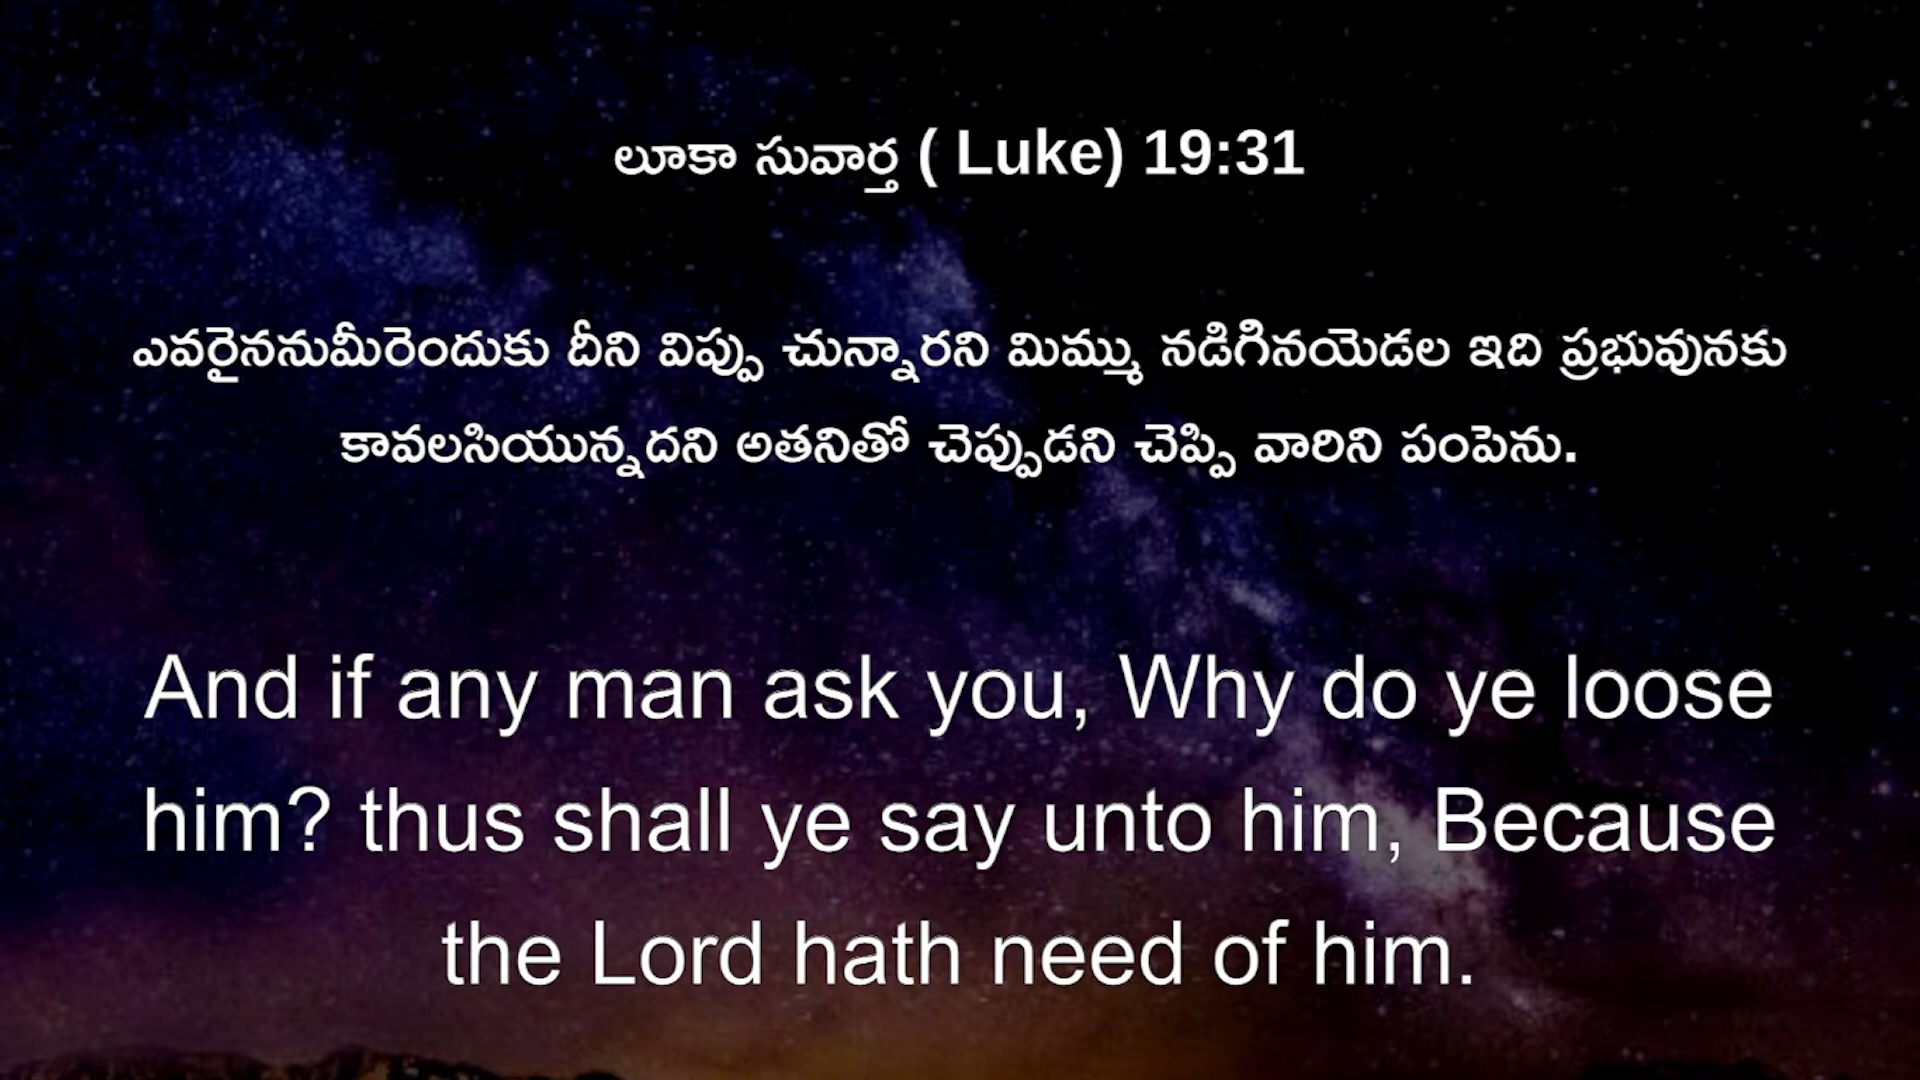 లూకా సువార్త ( Luke) 19:31
ఎవరైననుమీరెందుకు దీని విప్పు చున్నారని మిమ్ము నడిగినయెడల ఇది ప్రభువునకు
కావలసియున్నదని అతనితో చెప్పుడని చెప్పి వారిని పంపెను.
And if any man ask you, Why do ye loose
him? thus shall ye say unto him, Because
the Lord hath need of him.